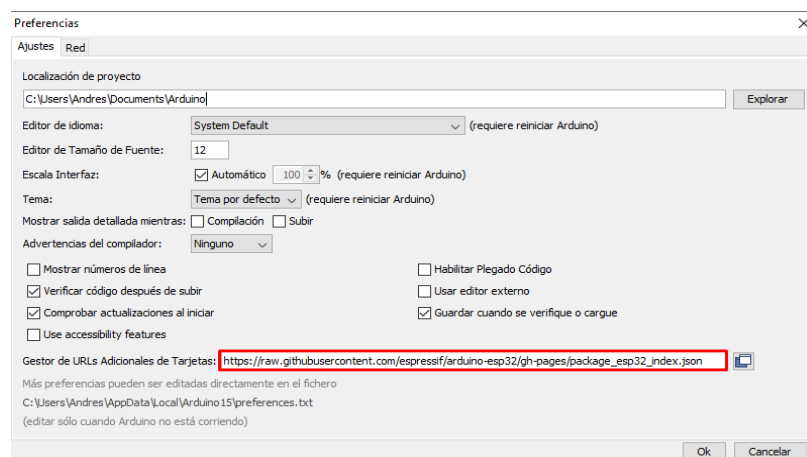 Preferencias
Ajustes Red
Localización de proyecto
C:\Users\Andres\Documents\Arduino Explorar
Editor de idioma: System Default (requiere reiniciar Arduino)
Editor de Tamaño de Fuente: 12
Escala Interfaz: Automático 100 % (requiere reiniciar Arduino)
Tema: Tema por defecto (requiere reiniciar Arduino)
Mostrar salida detallada mientras: Compilación Subir
Advertencias del compilador: Ninguno
Mostrar números de línea Habilitar Plegado Código
Verificar código después de subir Usar editor externo
Comprobar actualizaciones al iniciar Guardar cuando se verifique o cargue
Use accessibility features
Gestor de URLs Adicionales de Tarjetas: https://raw.githubusercontent.com/espressif/arduino-esp32/gh-pages/package_esp32_index.json
Más preferencias pueden ser editadas directamente en el fichero
C:\Users\Andres\AppData\Local\Arduino15\preferences.txt
(editar sólo cuando Arduino no está corriendo)
Ok Cancelar